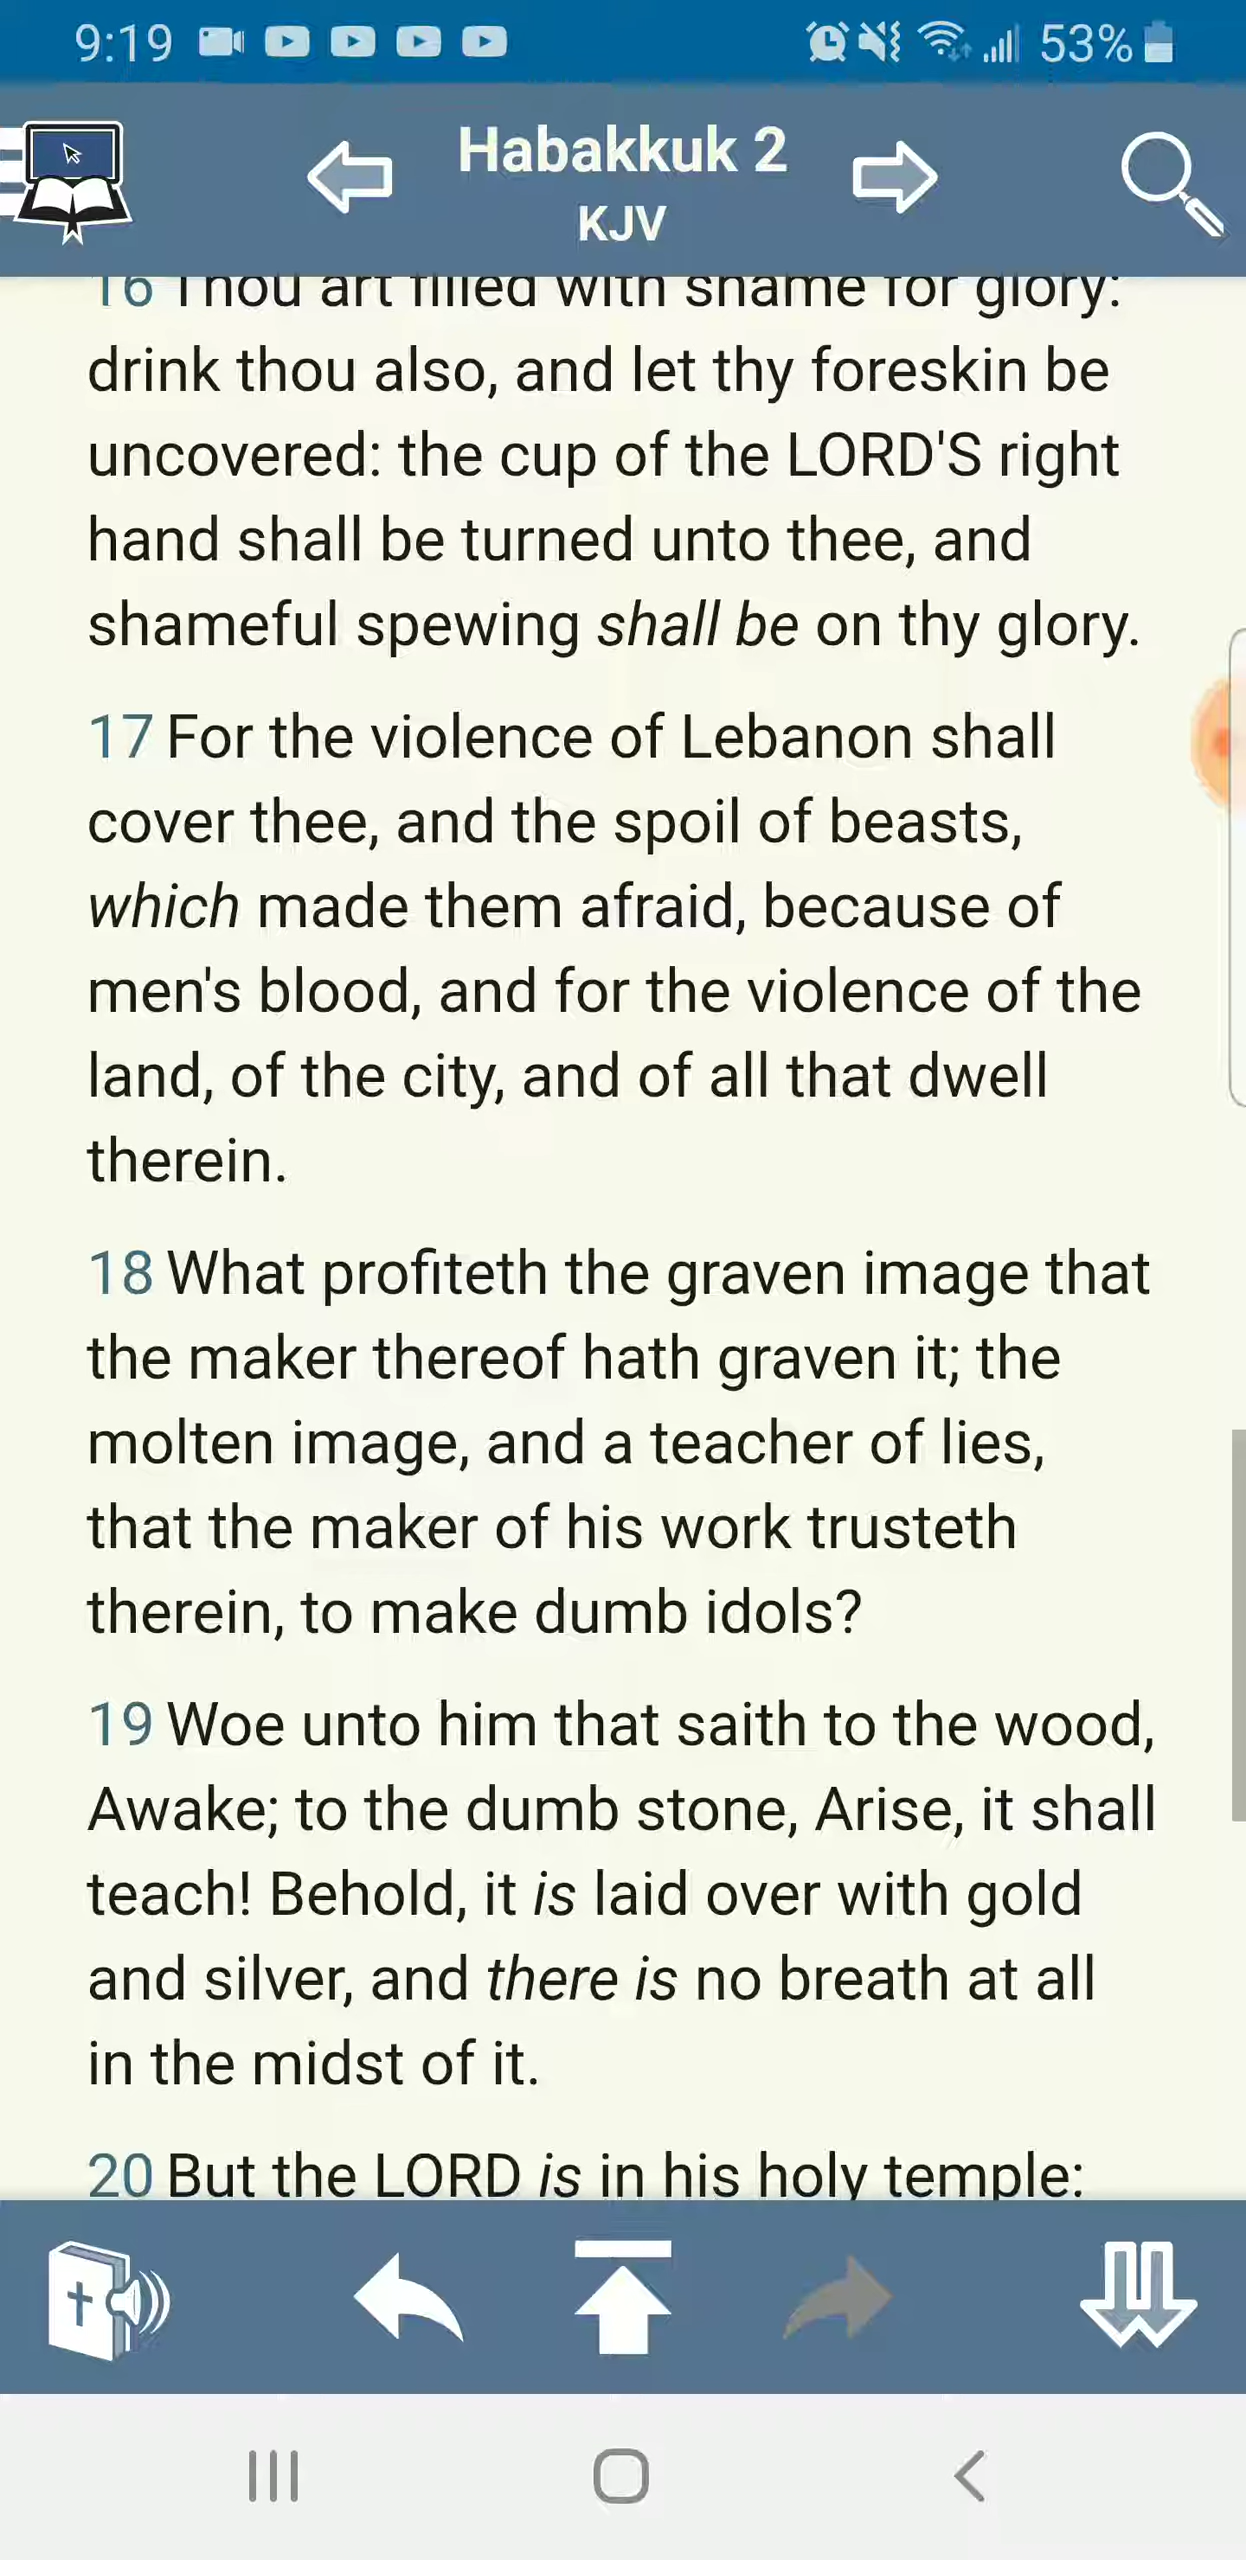 9:19 53%
Habakkuk 2
KJV
16 Thou art filled with shame for glory:
drink thou also, and let thy foreskin be
uncovered: the cup of the LORD'S right
hand shall be turned unto thee, and
shameful spewing shall be on thy glory.
17 For the violence of Lebanon shall
cover thee, and the spoil of beasts,
which made them afraid, because of
men's blood, and for the violence of the
land, of the city, and of all that dwell
therein.
18 What profiteth the graven image that
the maker thereof hath graven it; the
molten image, and a teacher of lies,
that the maker of his work trusteth
therein, to make dumb idols?
19 Woe unto him that saith to the wood,
Awake; to the dumb stone, Arise, it shall
teach! Behold, it is laid over with gold
and silver, and there is no breath at all
in the midst of it.
20 But the LORD is in his holy temple: